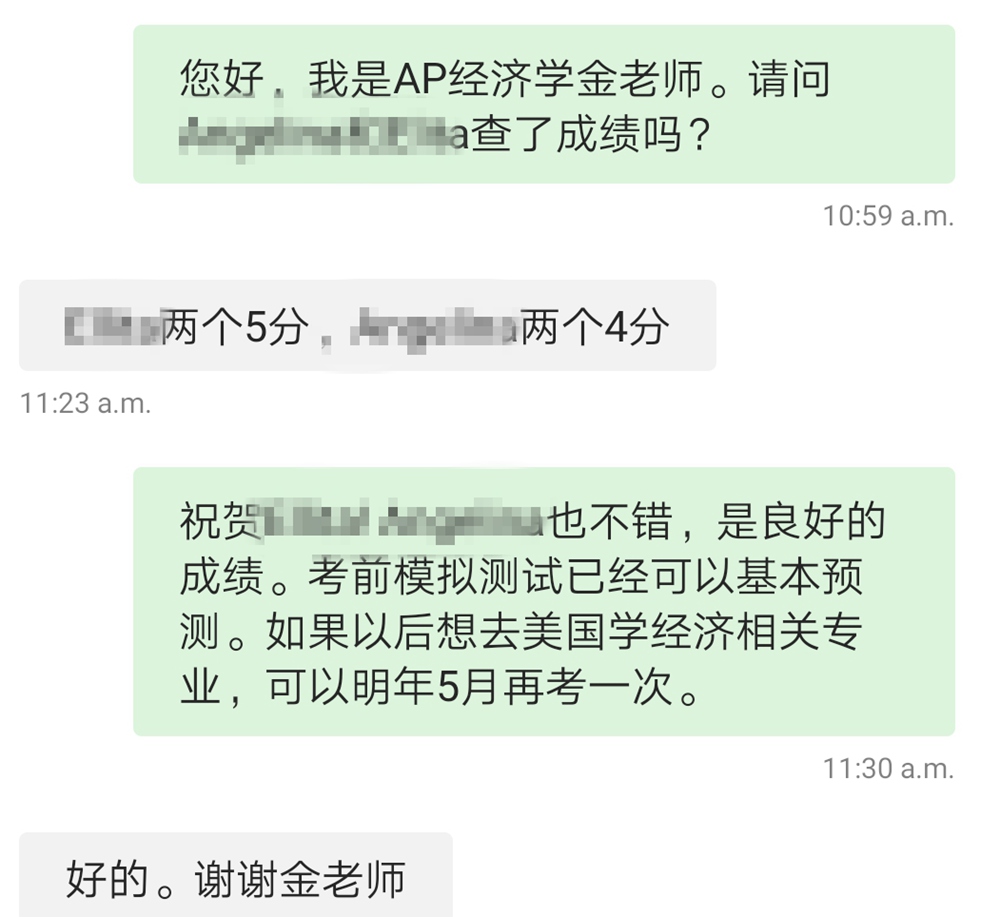 您好，我是AP经济学金老师。请问
a查了成绩吗？
10:59 a.m.
两个5分，两个4分
11:23 a.m.
祝贺也不错，是良好的
成绩。考前模拟测试已经可以基本预
测。如果以后想去美国学经济相关专
业，可以明年5月再考一次。
11:30 a.m.
好的。谢谢金老师